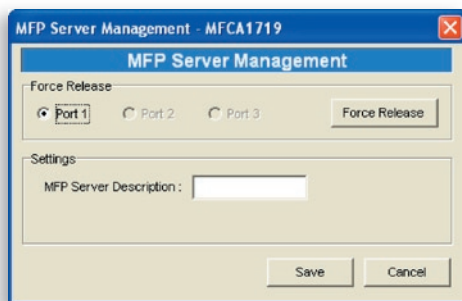 MFP Server Management - MFCA1719
MFP Server Management
Force Release
Port 1 Port 2 Port 3 Force Release
Settings
MFP Server Description :
Save Cancel